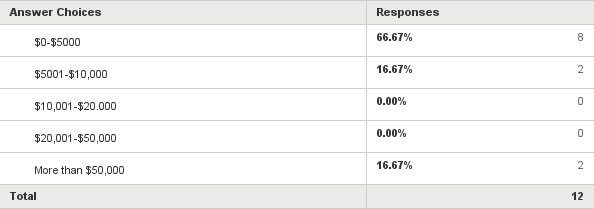 Answer Choices Responses
$0-$5000 66.67% 8
$5001-$10,000 16.67% 2
$10,001-$20.000 0.00% 0
$20,001-$50,000 0.00% 0
More than $50,000 16.67% 2
Total 12